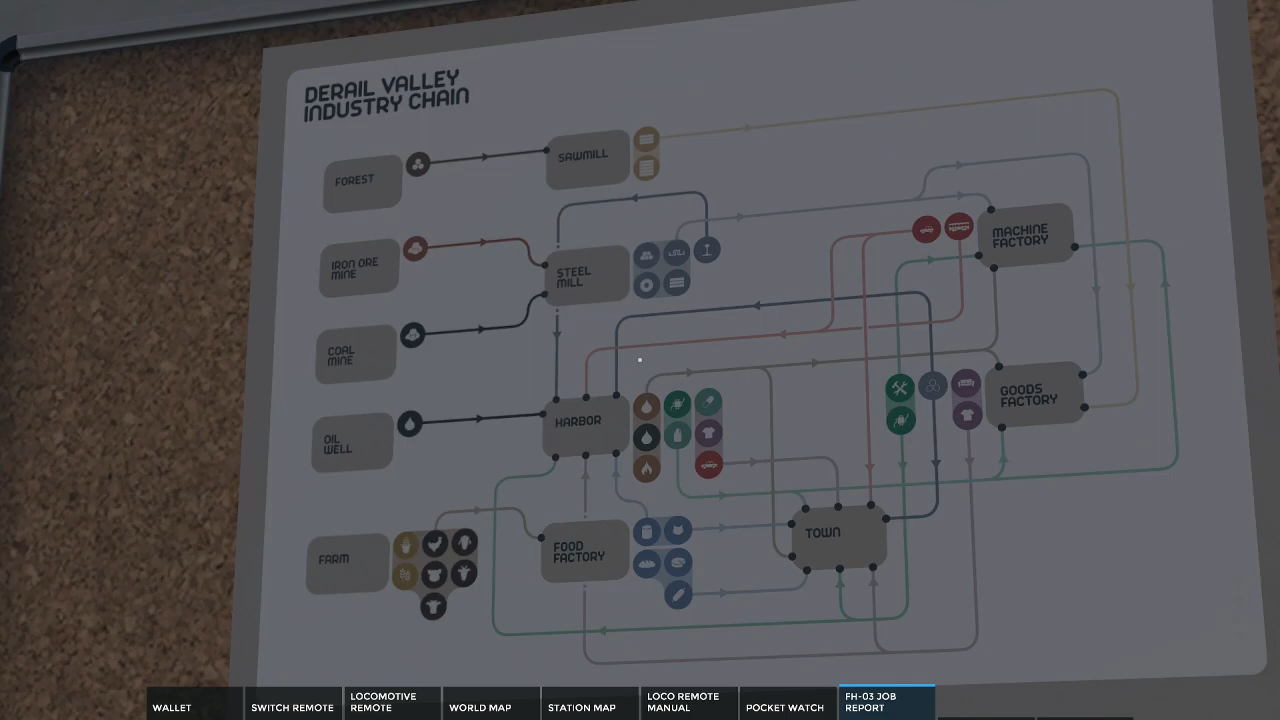 DERAIL VALLEY
INDUSTRY CHAIN
FOREST
SAWMILL
IRON ORE
MINE
STEEL
MILL
MACHINE
FACTORY
COAL
MINE
OIL
WELL
HARBOR
GOODS
FACTORY
FARM
FOOD
FACTORY
TOWN
WALLET
SWITCH REMOTE
LOCOMOTIVE
REMOTE
WORLD MAP
STATION MAP
LOCO REMOTE
MANUAL
POCKET WATCH
FH-03 JOB
REPORT